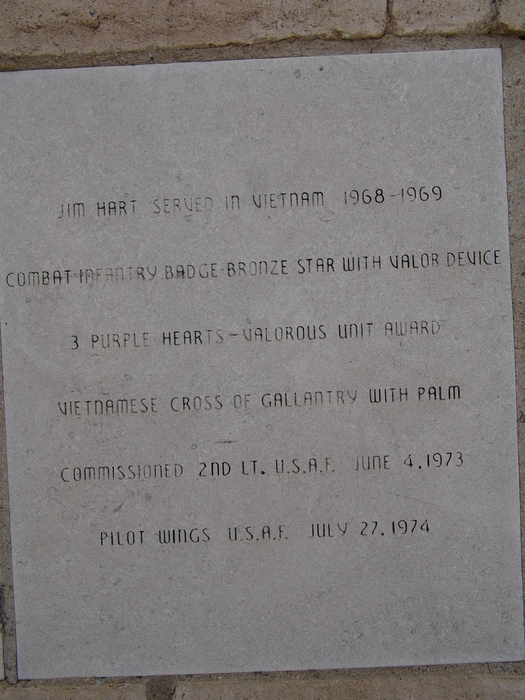 JIM HART SERVED IN VIETNAM 1968-1969
COMBAT INFANTRY BADGE-BRONZE STAR WITH VALOR DEVICE
3 PURPLE HEARTS-VALOROUS UNIT AWARD
VIETNAMESE CROSS OF GALLANTRY WITH PALM
COMMISSIONED 2ND LT. U.S.A.F. JUNE 4, 1973
PILOT WINGS U.S.A.F. JULY 27, 1974